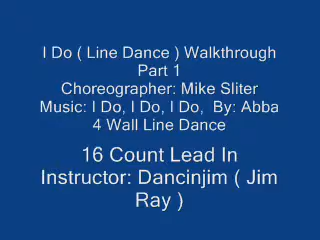 I Do ( Line Dance ) Walkthrough
Part 1
Choreographer: Mike Sliter
Music: I Do, I Do, I Do,  By: Abba
4 Wall Line Dance
16 Count Lead In
Instructor: Dancinjim ( Jim
Ray )